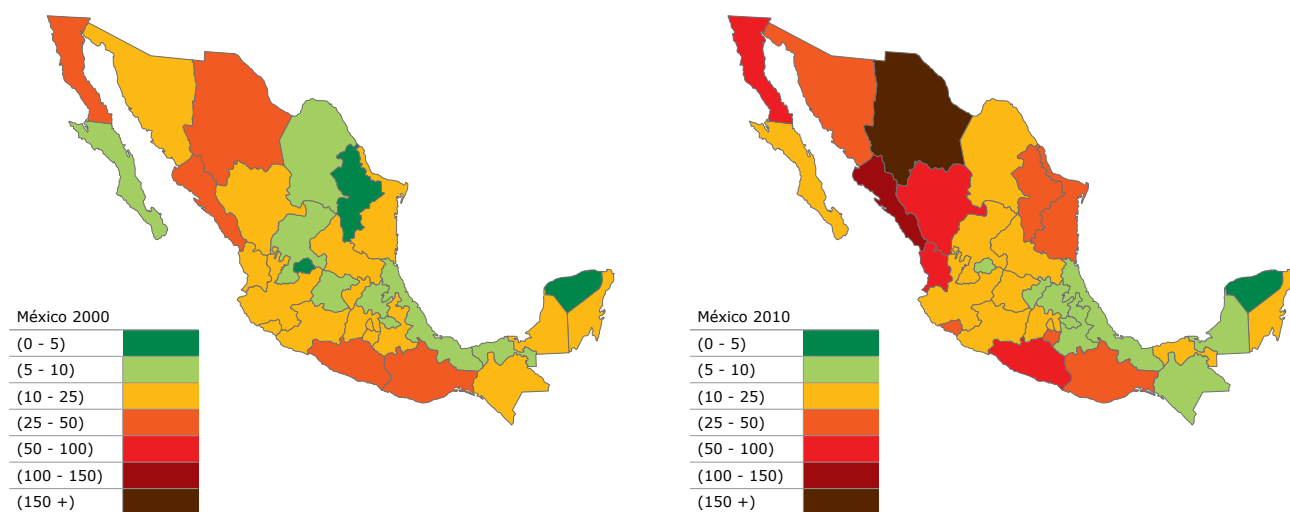 México 2000
(0 - 5)
(5 - 10)
(10 - 25)
(25 - 50)
(50 - 100)
(100 - 150)
(150 +)
México 2010
(0 - 5)
(5 - 10)
(10 - 25)
(25 - 50)
(50 - 100)
(100 - 150)
(150 +)